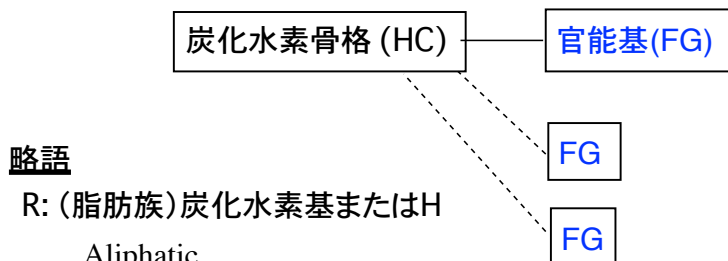 炭化水素骨格 (HC)
官能基(FG)
FG
略語
R: (脂肪族)炭化水素基またはH
FG
Aliphatic